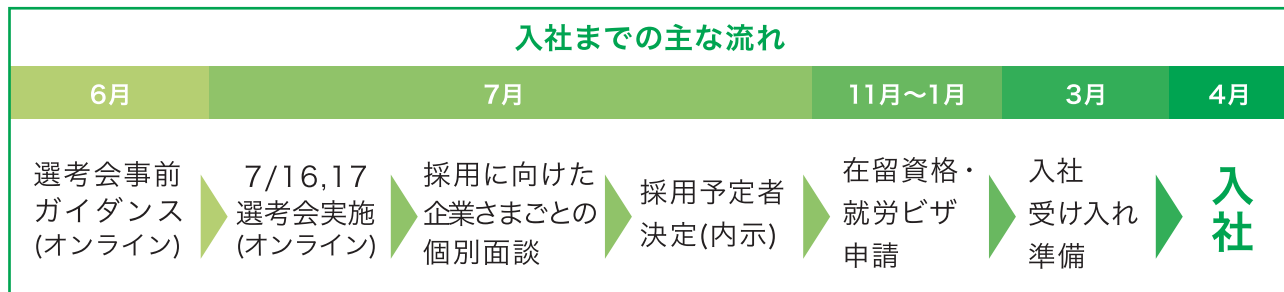 入社までの主な流れ
6月
7月
11月～1月
3月
4月
選考会事前
ガイダンス
(オンライン)
7/16,17
選考会実施
(オンライン)
採用に向けた
企業さまごとの
個別面談
採用予定者
決定(内示)
在留資格・
就労ビザ
申請
入社
受け入れ
準備
入
社